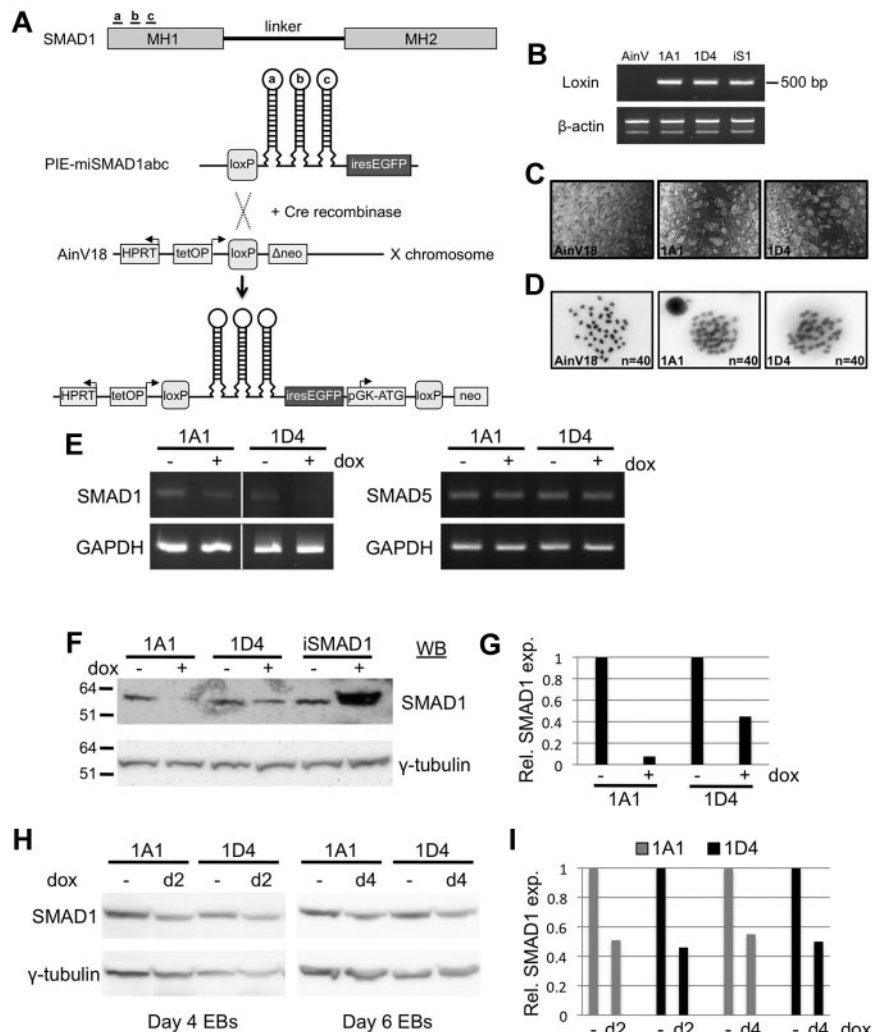 A
a b c
SMAD1
MH1
linker
MH2
a b c
PIE-miSMAD1abc
loxP
iresEGFP
+ Cre recombinase
AinV18
HPRT
tetOP
loxP
Δneo
X chromosome
HPRT
tetOP
loxP
iresEGFP
pGK-ATG
loxP
neo
B
AinV 1A1 1D4 iS1
Loxin
500 bp
β-actin
C
AinV18
1A1
1D4
D
AinV18 n=40
1A1 n=40
1D4 n=40
E
1A1 1D4
- + - + dox
SMAD1
GAPDH
1A1 1D4
- + - + dox
SMAD5
GAPDH
F
1A1 1D4 iSMAD1 WB
dox - + - + - +
64
51
SMAD1
64
51
γ-tubulin
G
Rel. SMAD1 exp.
1
0.8
0.6
0.4
0.2
0
- + - + dox
1A1 1D4
H
1A1 1D4 1A1 1D4
dox - d2 - d2 - d4 - d4
SMAD1
γ-tubulin
Day 4 EBs Day 6 EBs
I
1A1 1D4
Rel. SMAD1 exp.
1
0.8
0.6
0.4
0.2
0
- d2 - d2 - d4 - d4 dox